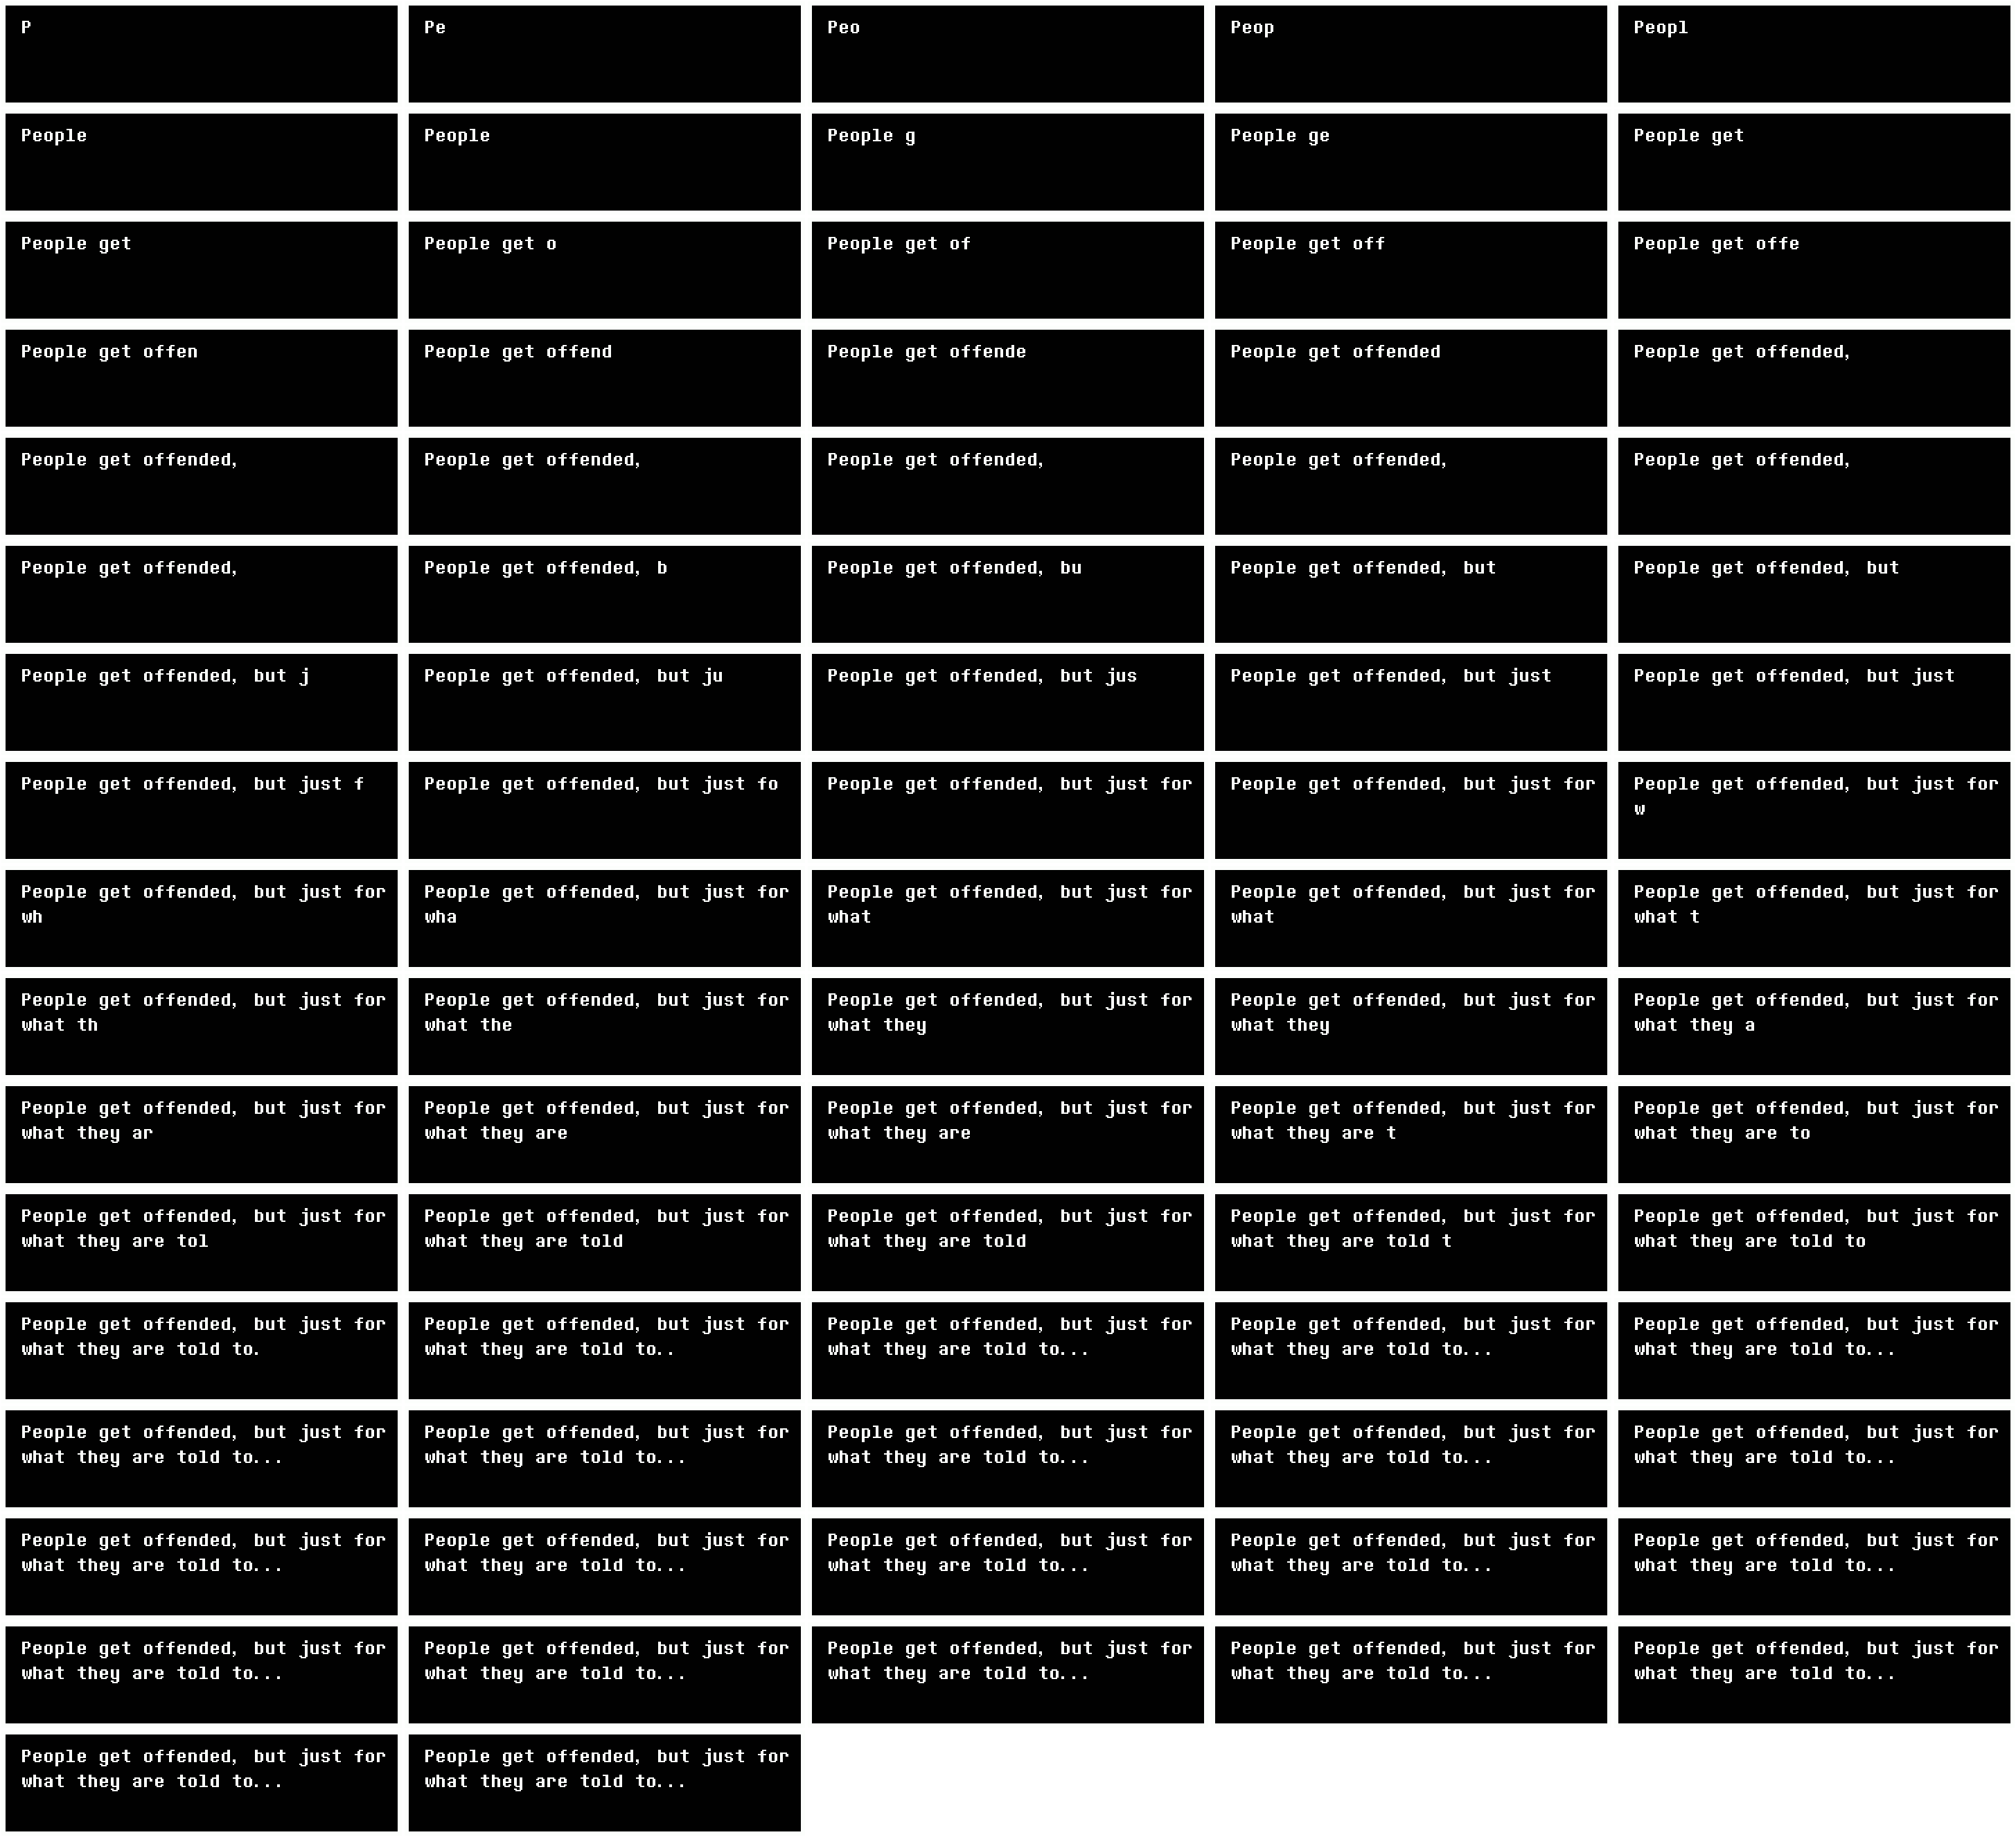 P
Pe
Peo
Peop
Peopl
People
People
People g
People ge
People get
People get
People get o
People get of
People get off
People get offe
People get offen
People get offend
People get offende
People get offended
People get offended,
People get offended,
People get offended,
People get offended,
People get offended,
People get offended,
People get offended,
People get offended, b
People get offended, bu
People get offended, but
People get offended, but
People get offended, but j
People get offended, but ju
People get offended, but jus
People get offended, but just
People get offended, but just
People get offended, but just f
People get offended, but just fo
People get offended, but just for
People get offended, but just for
People get offended, but just for
w
People get offended, but just for
wh
People get offended, but just for
wha
People get offended, but just for
what
People get offended, but just for
what
People get offended, but just for
what t
People get offended, but just for
what th
People get offended, but just for
what the
People get offended, but just for
what they
People get offended, but just for
what they
People get offended, but just for
what they a
People get offended, but just for
what they ar
People get offended, but just for
what they are
People get offended, but just for
what they are
People get offended, but just for
what they are t
People get offended, but just for
what they are to
People get offended, but just for
what they are tol
People get offended, but just for
what they are told
People get offended, but just for
what they are told
People get offended, but just for
what they are told t
People get offended, but just for
what they are told to
People get offended, but just for
what they are told to.
People get offended, but just for
what they are told to..
People get offended, but just for
what they are told to...
People get offended, but just for
what they are told to...
People get offended, but just for
what they are told to...
People get offended, but just for
what they are told to...
People get offended, but just for
what they are told to...
People get offended, but just for
what they are told to...
People get offended, but just for
what they are told to...
People get offended, but just for
what they are told to...
People get offended, but just for
what they are told to...
People get offended, but just for
what they are told to...
People get offended, but just for
what they are told to...
People get offended, but just for
what they are told to...
People get offended, but just for
what they are told to...
People get offended, but just for
what they are told to...
People get offended, but just for
what they are told to...
People get offended, but just for
what they are told to...
People get offended, but just for
what they are told to...
People get offended, but just for
what they are told to...
People get offended, but just for
what they are told to...
People get offended, but just for
what they are told to...